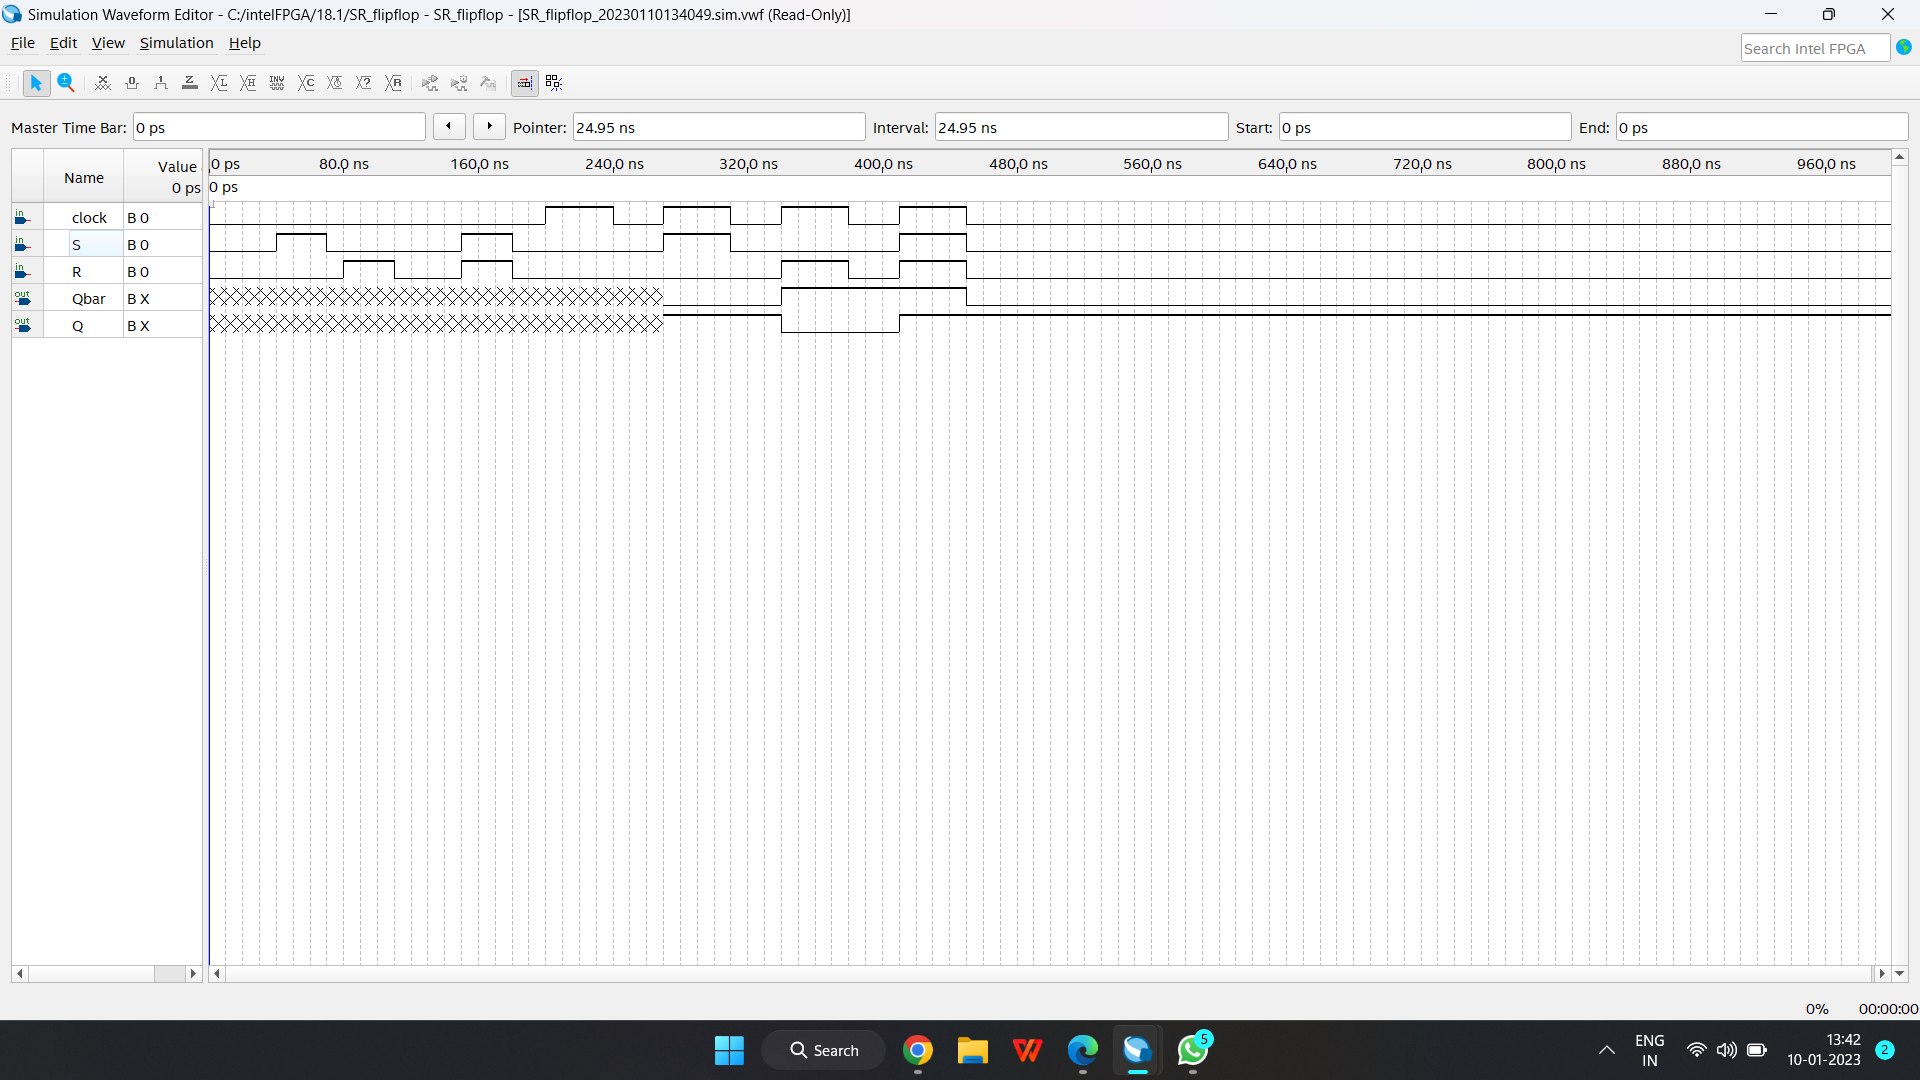 Simulation Waveform Editor - C:/intelFPGA/18.1/SR_flipflop - SR_flipflop - [SR_flipflop_20230110134049.sim.vwf (Read-Only)]
File Edit View Simulation Help
Search Intel FPGA
Master Time Bar: 0 ps Pointer: 24.95 ns Interval: 24.95 ns Start: 0 ps End: 0 ps
Name
Value
0 ps
0 ps 80.0 ns 160.0 ns 240.0 ns 320.0 ns 400.0 ns 480.0 ns 560.0 ns 640.0 ns 720.0 ns 800.0 ns 880.0 ns 960.0 ns
0 ps
in clock B 0
in S B 0
in R B 0
out Qbar B X
out Q B X
0% 00:00:00
Search
5
ENG
IN
13:42
10-01-2023
2